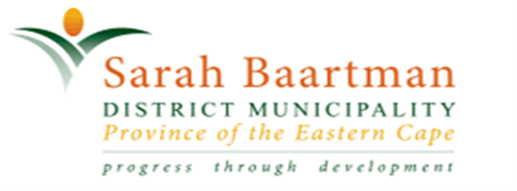 Sarah Baartman
DISTRICT MUNICIPALITY
Province of the Eastern Cape
progress through development